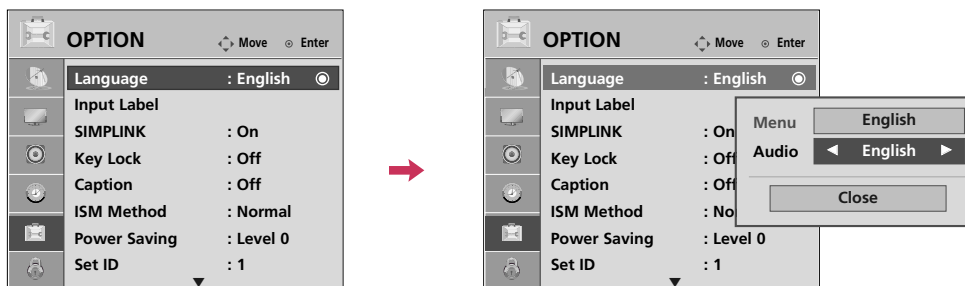 OPTION Move Enter
Language : English
Input Label
SIMPLINK : On
Key Lock : Off
Caption : Off
ISM Method : Normal
Power Saving : Level 0
Set ID : 1
OPTION Move Enter
Language : English
Input Label
SIMPLINK : On
Key Lock : Off
Caption : Off
ISM Method : No
Power Saving : Level 0
Set ID : 1
Menu English
Audio English
Close